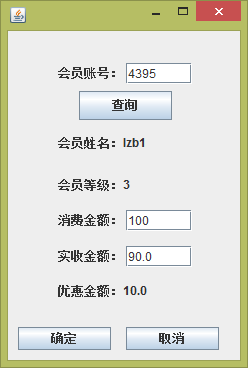 会员账号： 4395
查询
会员姓名：lzb1
会员等级：3
消费金额： 100
实收金额： 90.0
优惠金额：10.0
确定 取消